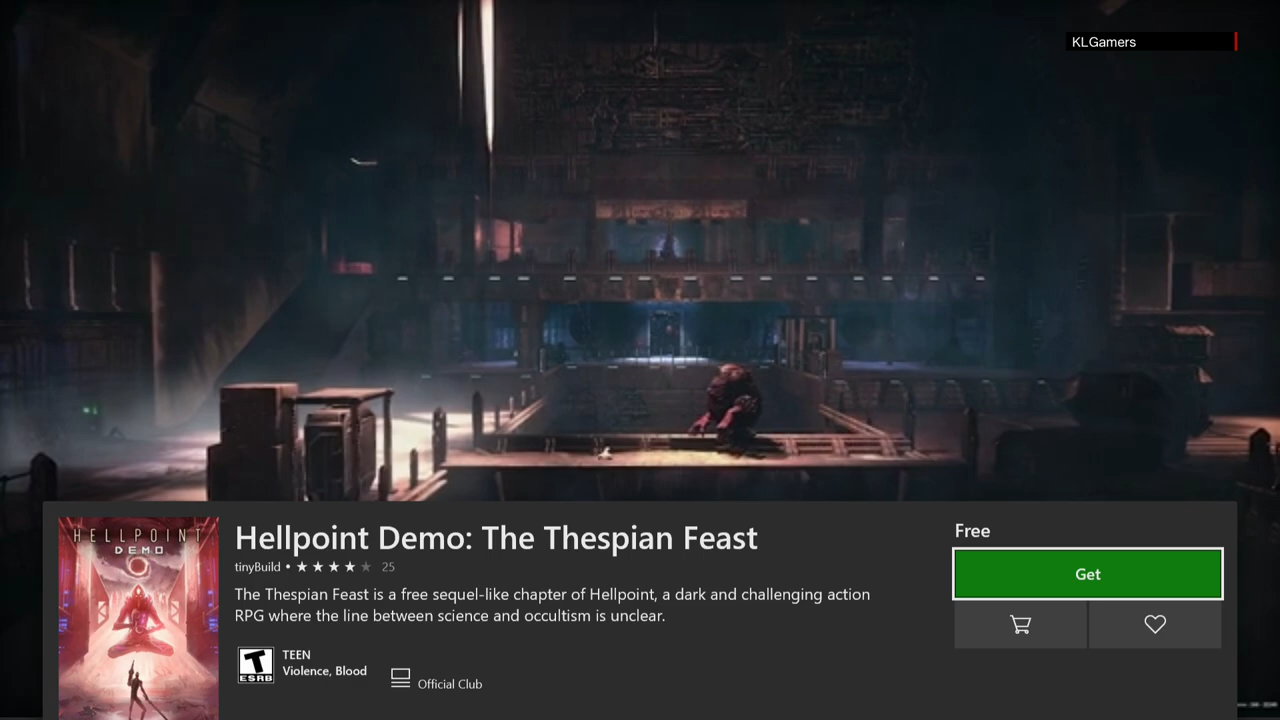 KLGamers
HELLPOINT
DEMO
Hellpoint Demo: The Thespian Feast
tinyBuild • ★ ★ ★ ★ ★ 25
The Thespian Feast is a free sequel-like chapter of Hellpoint, a dark and challenging action
RPG where the line between science and occultism is unclear.
T
ESRB
TEEN
Violence, Blood
Official Club
Free
Get